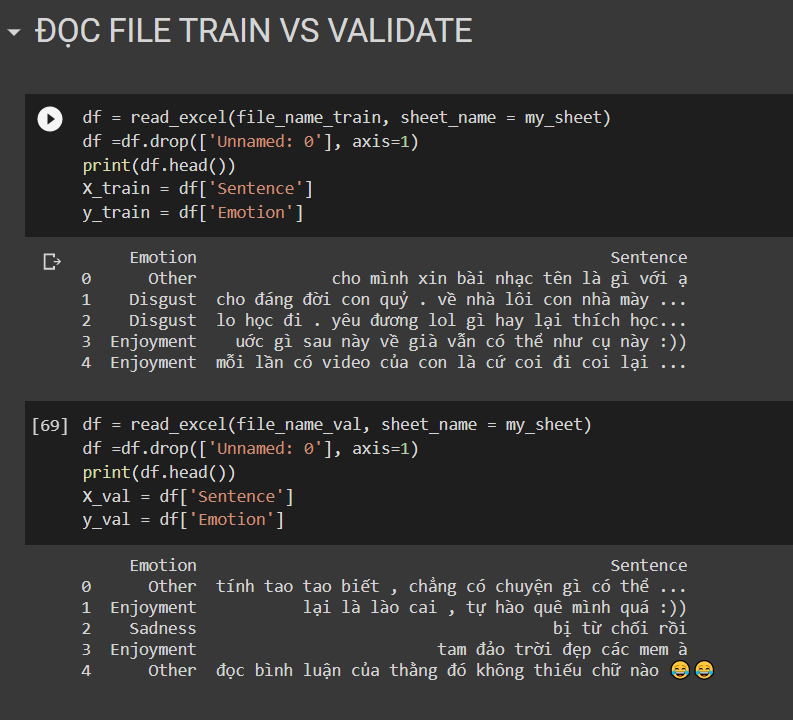 ĐỌC FILE TRAIN VS VALIDATE
df = read_excel(file_name_train, sheet_name = my_sheet)
df =df.drop(['Unnamed: 0'], axis=1)
print(df.head())
X_train = df['Sentence']
y_train = df['Emotion']
Emotion Sentence
0 Other cho mình xin bài nhạc tên là gì với ạ
1 Disgust cho đáng đời con quỷ . về nhà lôi con nhà mày ...
2 Disgust lo học đi . yêu đương lol gì hay lại thích học...
3 Enjoyment uớc gì sau này về già vẫn có thể như cụ này :))
4 Enjoyment mỗi lần có video của con là cứ coi đi coi lại ...
[69] df = read_excel(file_name_val, sheet_name = my_sheet)
df =df.drop(['Unnamed: 0'], axis=1)
print(df.head())
X_val = df['Sentence']
y_val = df['Emotion']
Emotion Sentence
0 Other tính tao tao biết , chẳng có chuyện gì có thể ...
1 Enjoyment lại là lào cai , tự hào quê mình quá :))
2 Sadness bị từ chối rồi
3 Enjoyment tam đảo trời đẹp các mem à
4 Other đọc bình luận của thằng đó không thiếu chữ nào 😂😂